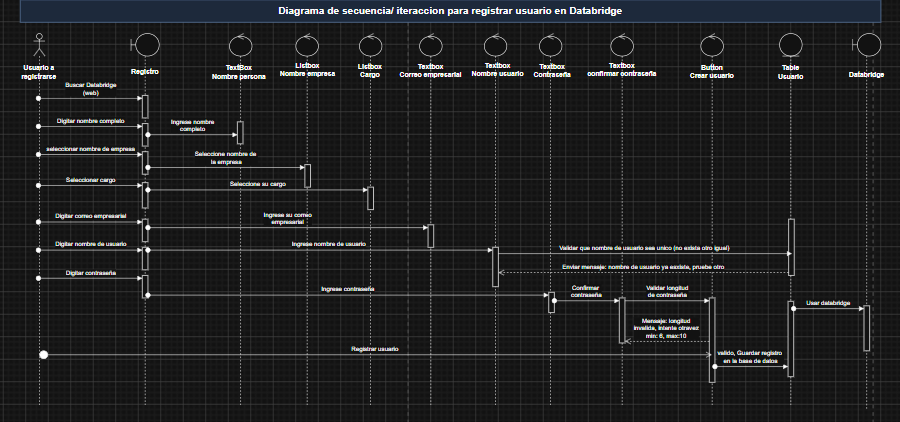 Diagrama de secuencia/ iteraccion para registrar usuario en Databridge
Usuario a
registrarse
Registro
TextBox
Nombre persona
Listbox
Nombre empresa
Listbox
Cargo
Textbox
Correo empresarial
Textbox
Nombre usuario
Textbox
Contraseña
Textbox
confirmar contraseña
Button
Crear usuario
Table
Usuario
Databridge
Buscar Databridge
(web)
Digitar nombre completo
Ingrese nombre
completo
seleccionar nombre de empresa
Seleccione nombre de
la empresa
Seleccionar cargo
Seleccione su cargo
Digitar correo empresarial
Ingrese su correo
empresarial
Digitar nombre de usuario
Ingrese nombre de usuario
Validar que nombre de usuario sea unico (no existe otro igual)
Enviar mensaje: nombre de usuario ya exxiste, pruebe otro
Digitar contraseña
Ingrese contraseña
Confirmar
contraseña
Validar longitud
de contraseña
Usar databridge
Mensaje: longitud
invalida, intente otravez
min: 6, max:10
Registrar usuario
valido, Guardar registro
en la base de datos